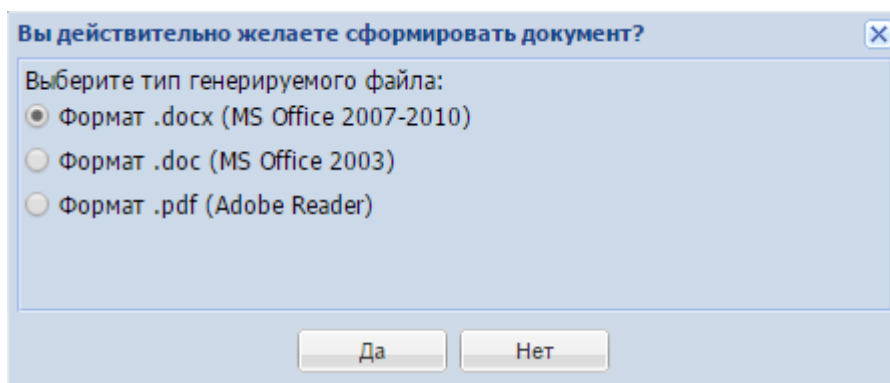 Вы действительно желаете сформировать документ?
Выберите тип генерируемого файла:
Формат .docx (MS Office 2007-2010)
Формат .doc (MS Office 2003)
Формат .pdf (Adobe Reader)
Да Нет